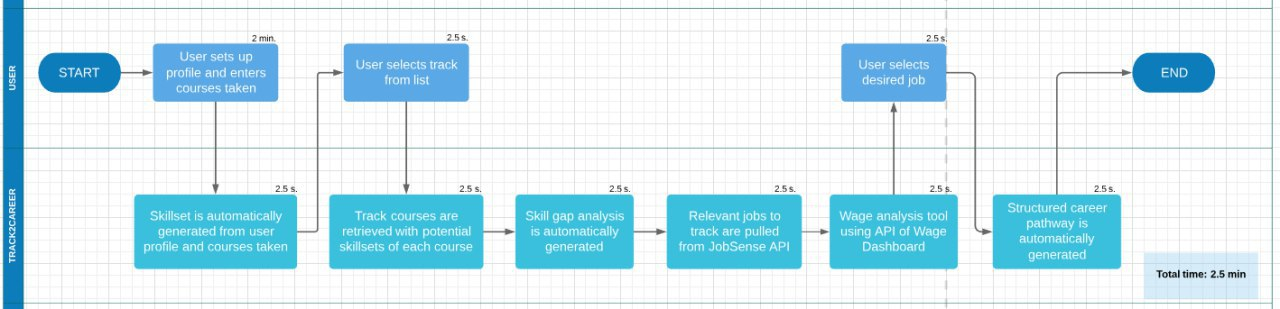 USER
START
2 min.
User sets up
profile and enters
courses taken
2.5 s.
User selects track
from list
2.5 s.
User selects
desired job
END
TRACK2CAREER
2.5 s.
Skillset is automatically
generated from user
profile and courses taken
2.5 s.
Track courses are
retrieved with potential
skillsets of each course
2.5 s.
Skill gap analysis
is automatically
generated
2.5 s.
Relevant jobs to
track are pulled
from JobSense API
2.5 s.
Wage analysis tool
using API of Wage
Dashboard
2.5 s.
Structured career
pathway is
automatically
generated
Total time: 2.5 min